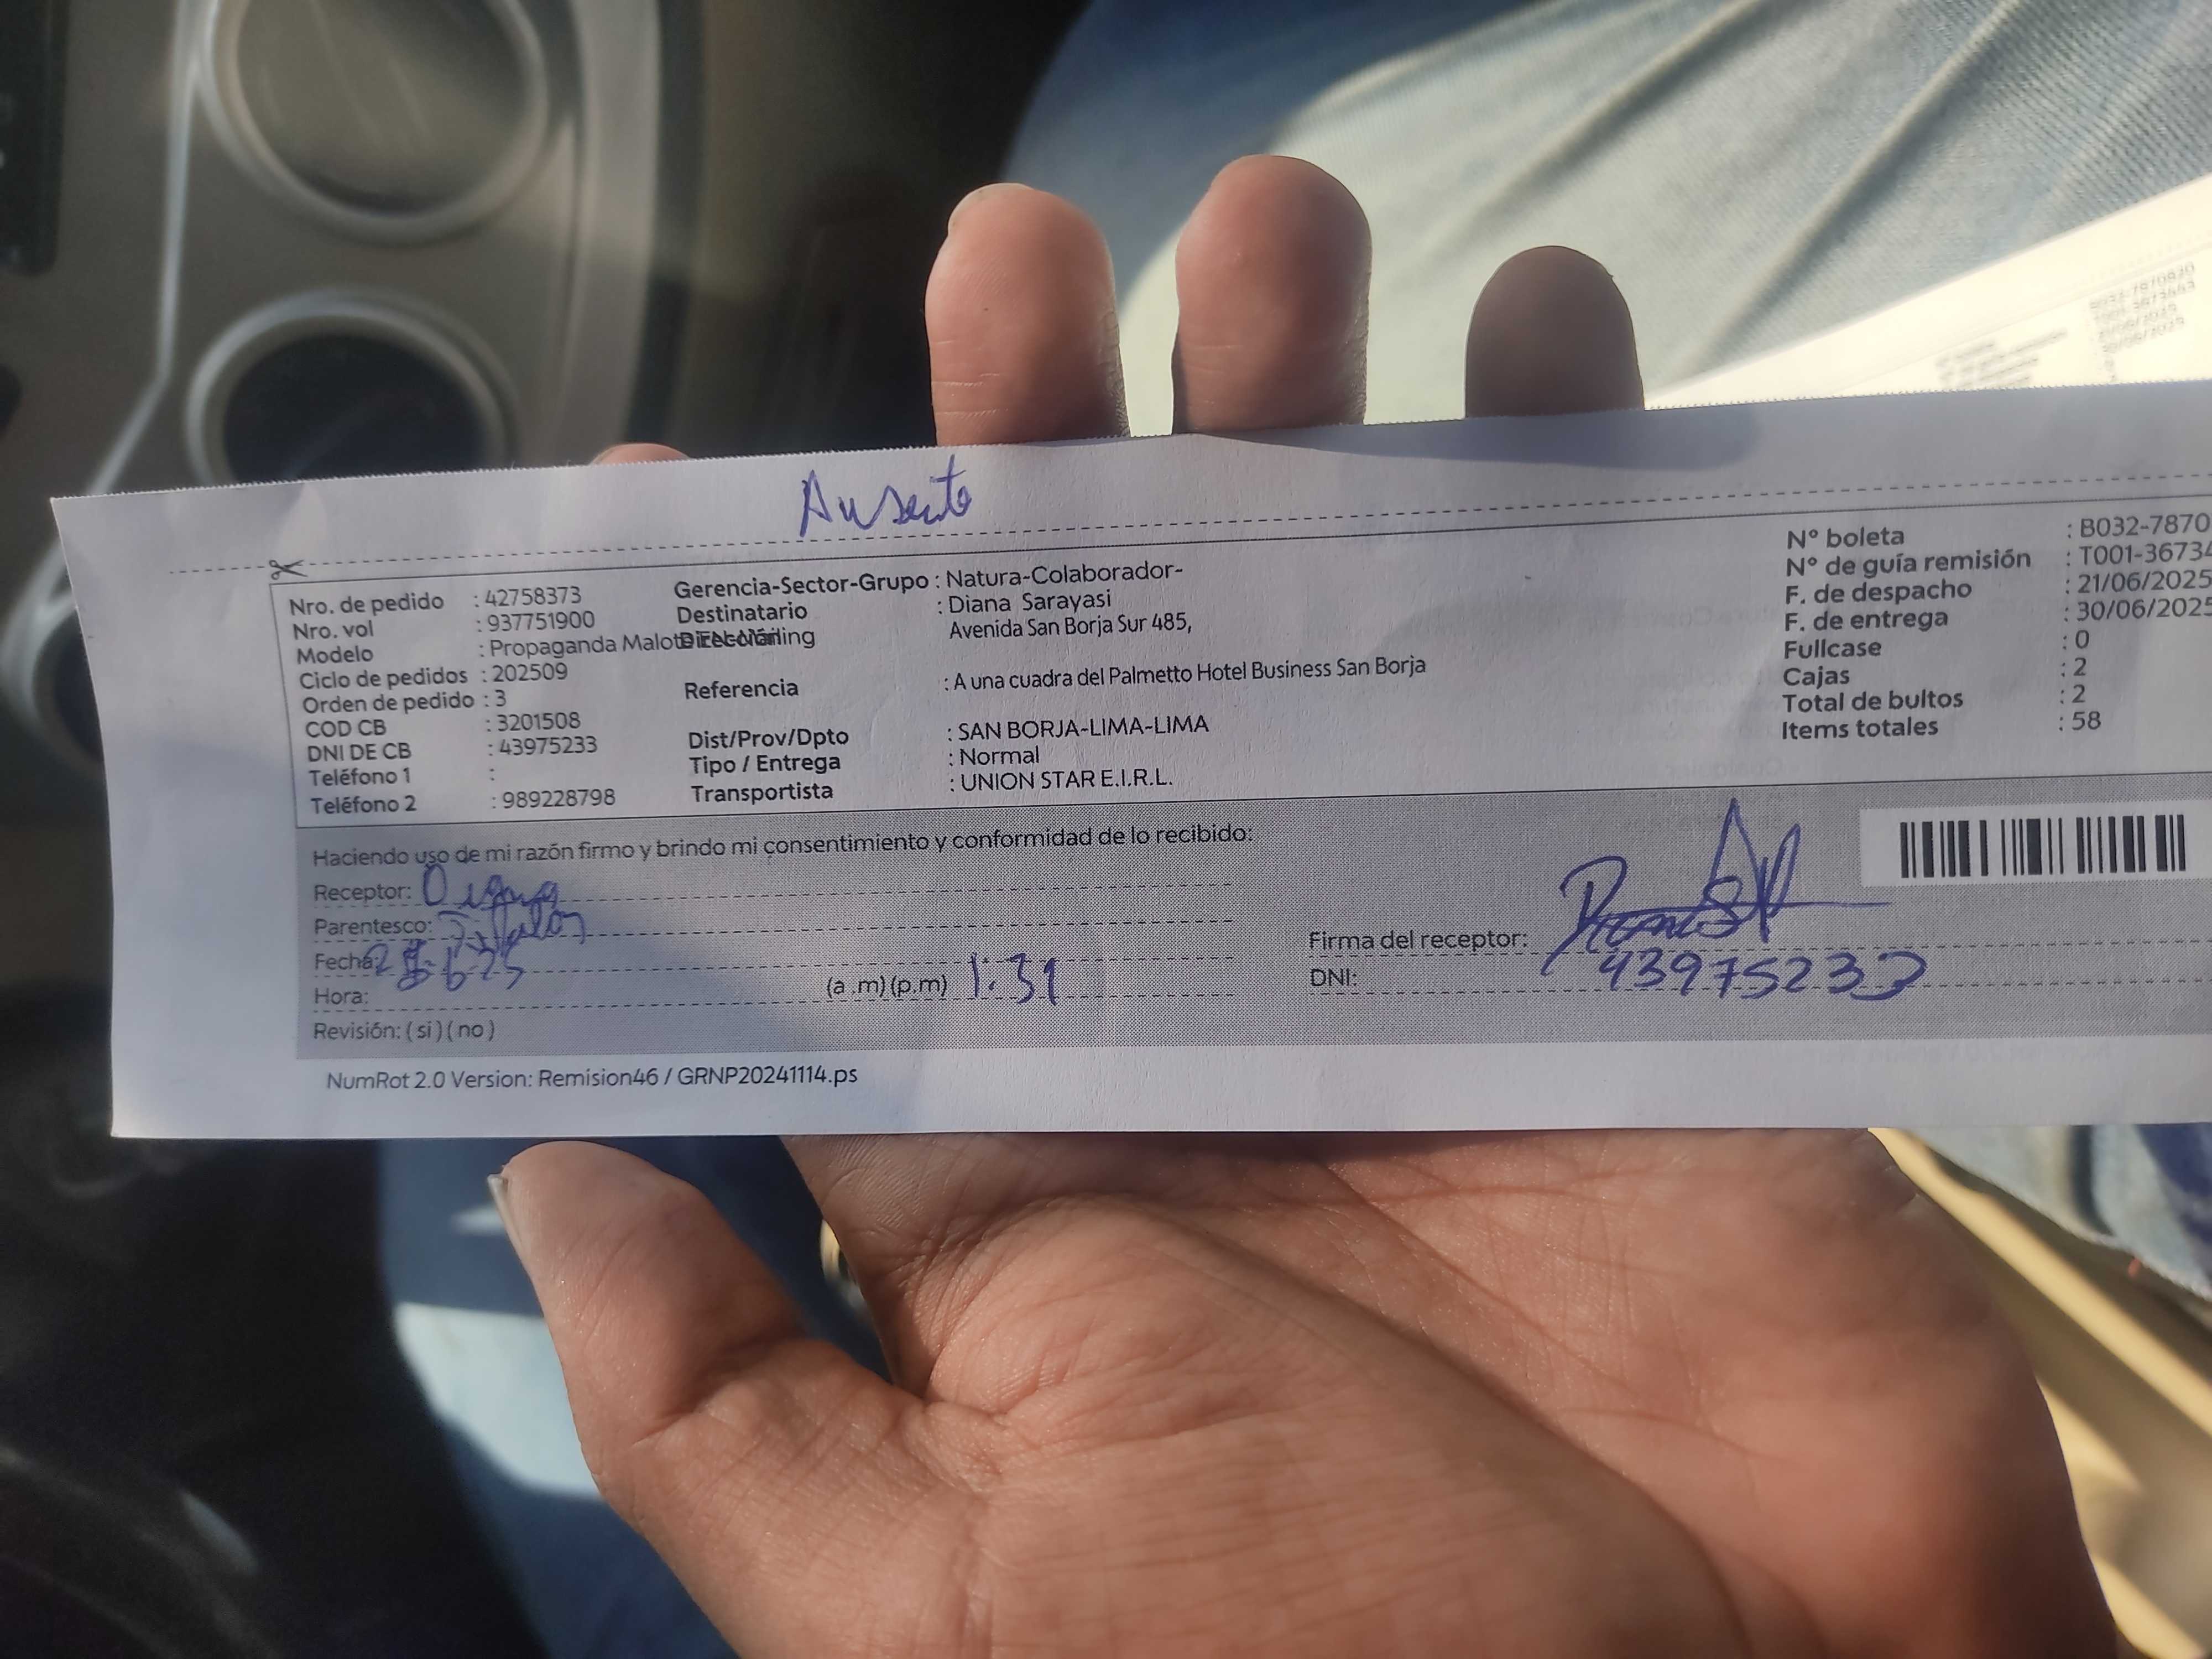 Ausente
Nro. de pedido : 42758373
Nro. vol : 937751900
Modelo : Propaganda Malote EN-Mailing
Ciclo de pedidos : 202509
Orden de pedido : 3
COD CB : 3201508
DNI DE CB : 43975233
Teléfono 1 :
Teléfono 2 : 989228798
Gerencia-Sector-Grupo : Natura-Colaborador-
Destinatario : Diana Sarayasi
Dirección Avenida San Borja Sur 485,
Referencia : A una cuadra del Palmetto Hotel Business San Borja
Dist/Prov/Dpto : SAN BORJA-LIMA-LIMA
Tipo / Entrega : Normal
Transportista : UNION STAR E.I.R.L.
N° boleta : B032-7870
N° de guía remisión : T001-36734
F. de despacho : 21/06/2025
F. de entrega : 30/06/2025
Fullcase : 0
Cajas : 2
Total de bultos : 2
Items totales : 58
Haciendo uso de mi razón firmo y brindo mi consentimiento y conformidad de lo recibido:
Receptor:
Parentesco: Titular
Fecha:
Hora: (a .m) (p.m) 1:31
Revisión: ( si ) ( no )
Firma del receptor:
DNI: 43975233
NumRot 2.0 Version: Remision46 / GRNP20241114.ps